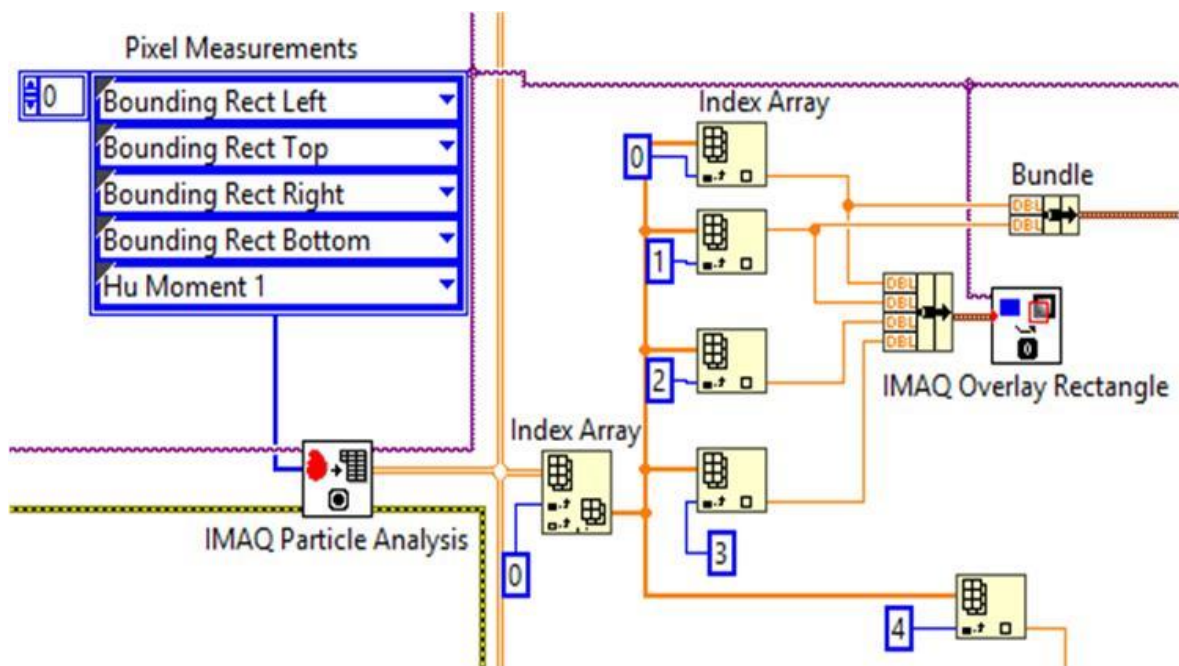 Pixel Measurements
0
Bounding Rect Left
Bounding Rect Top
Bounding Rect Right
Bounding Rect Bottom
Hu Moment 1
Index Array
0
1
2
3
4
Bundle
DBL
DBL
DBL
DBL
DBL
DBL
0
IMAQ Overlay Rectangle
Index Array
0
IMAQ Particle Analysis